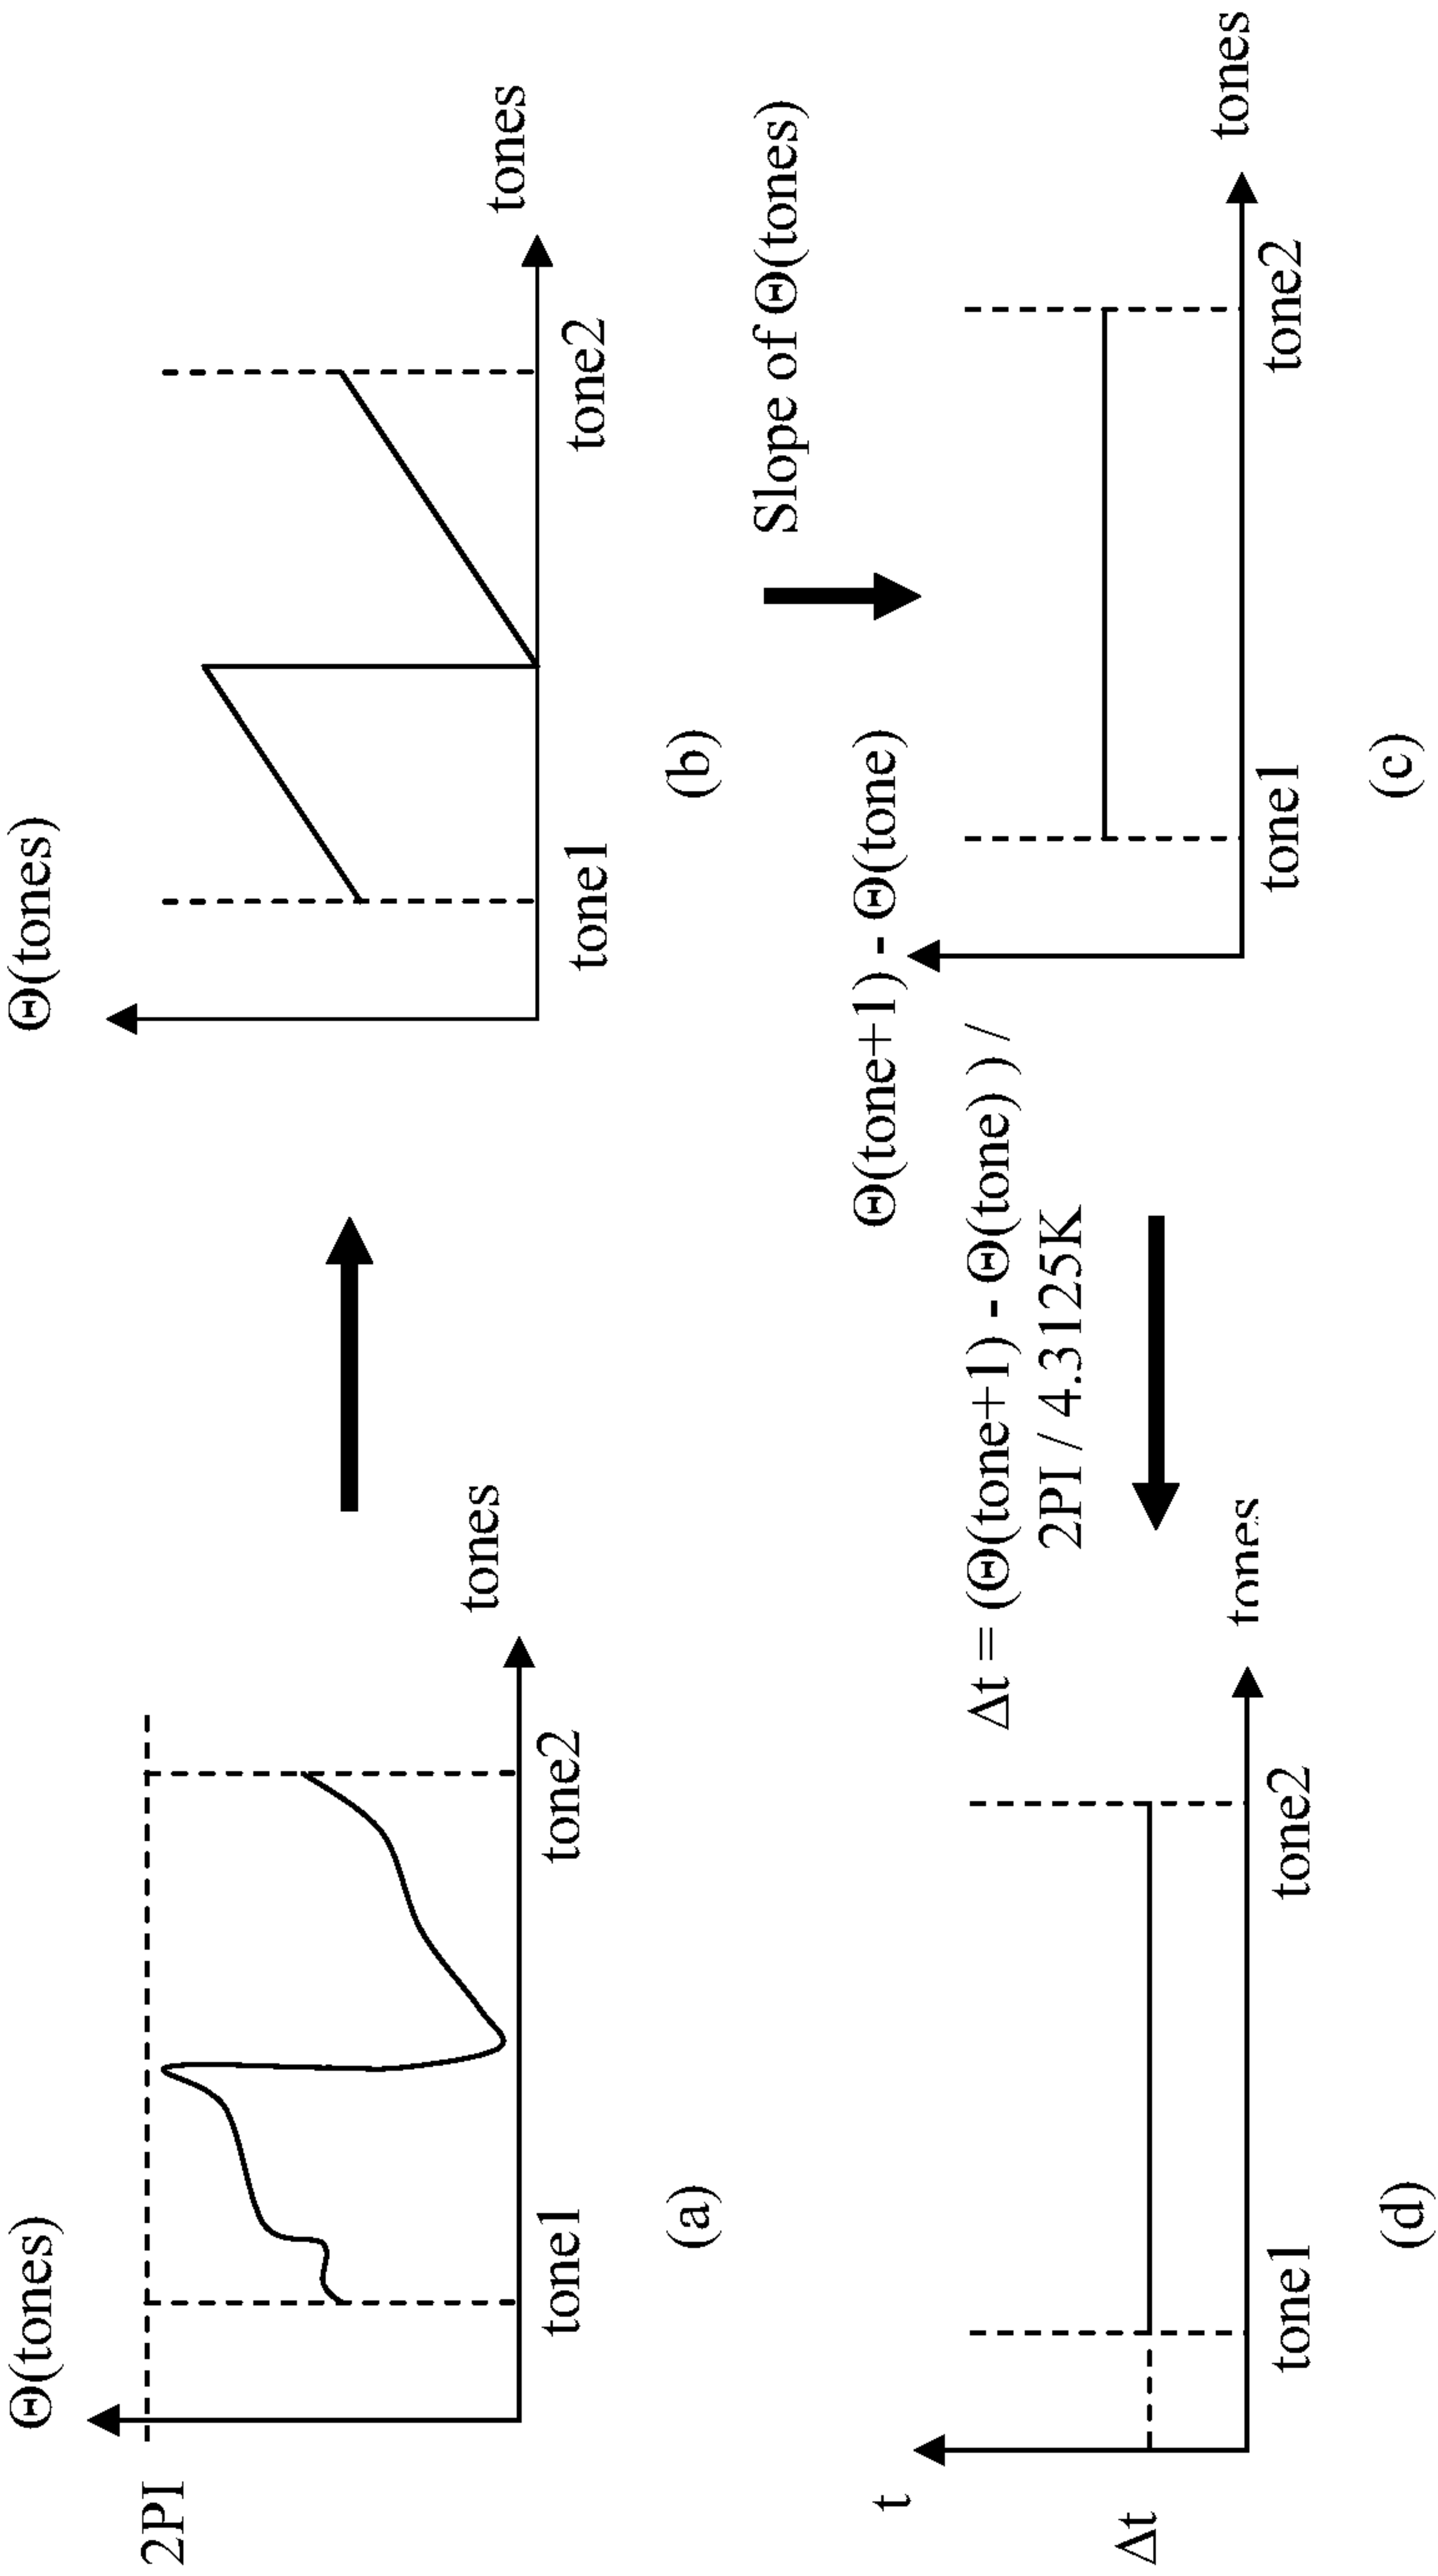 Θ(tones)
2PI
tones
tone1
tone2
(a)
Θ(tones)
tones
tone1
tone2
(b)
Slope of Θ(tones)
Θ(tone+1) - Θ(tone)
tones
tone1
tone2
(c)
Δt = (Θ(tone+1) - Θ(tone) ) /
2PI / 4.3125K
t
Δt
tones
tone1
tone2
(d)